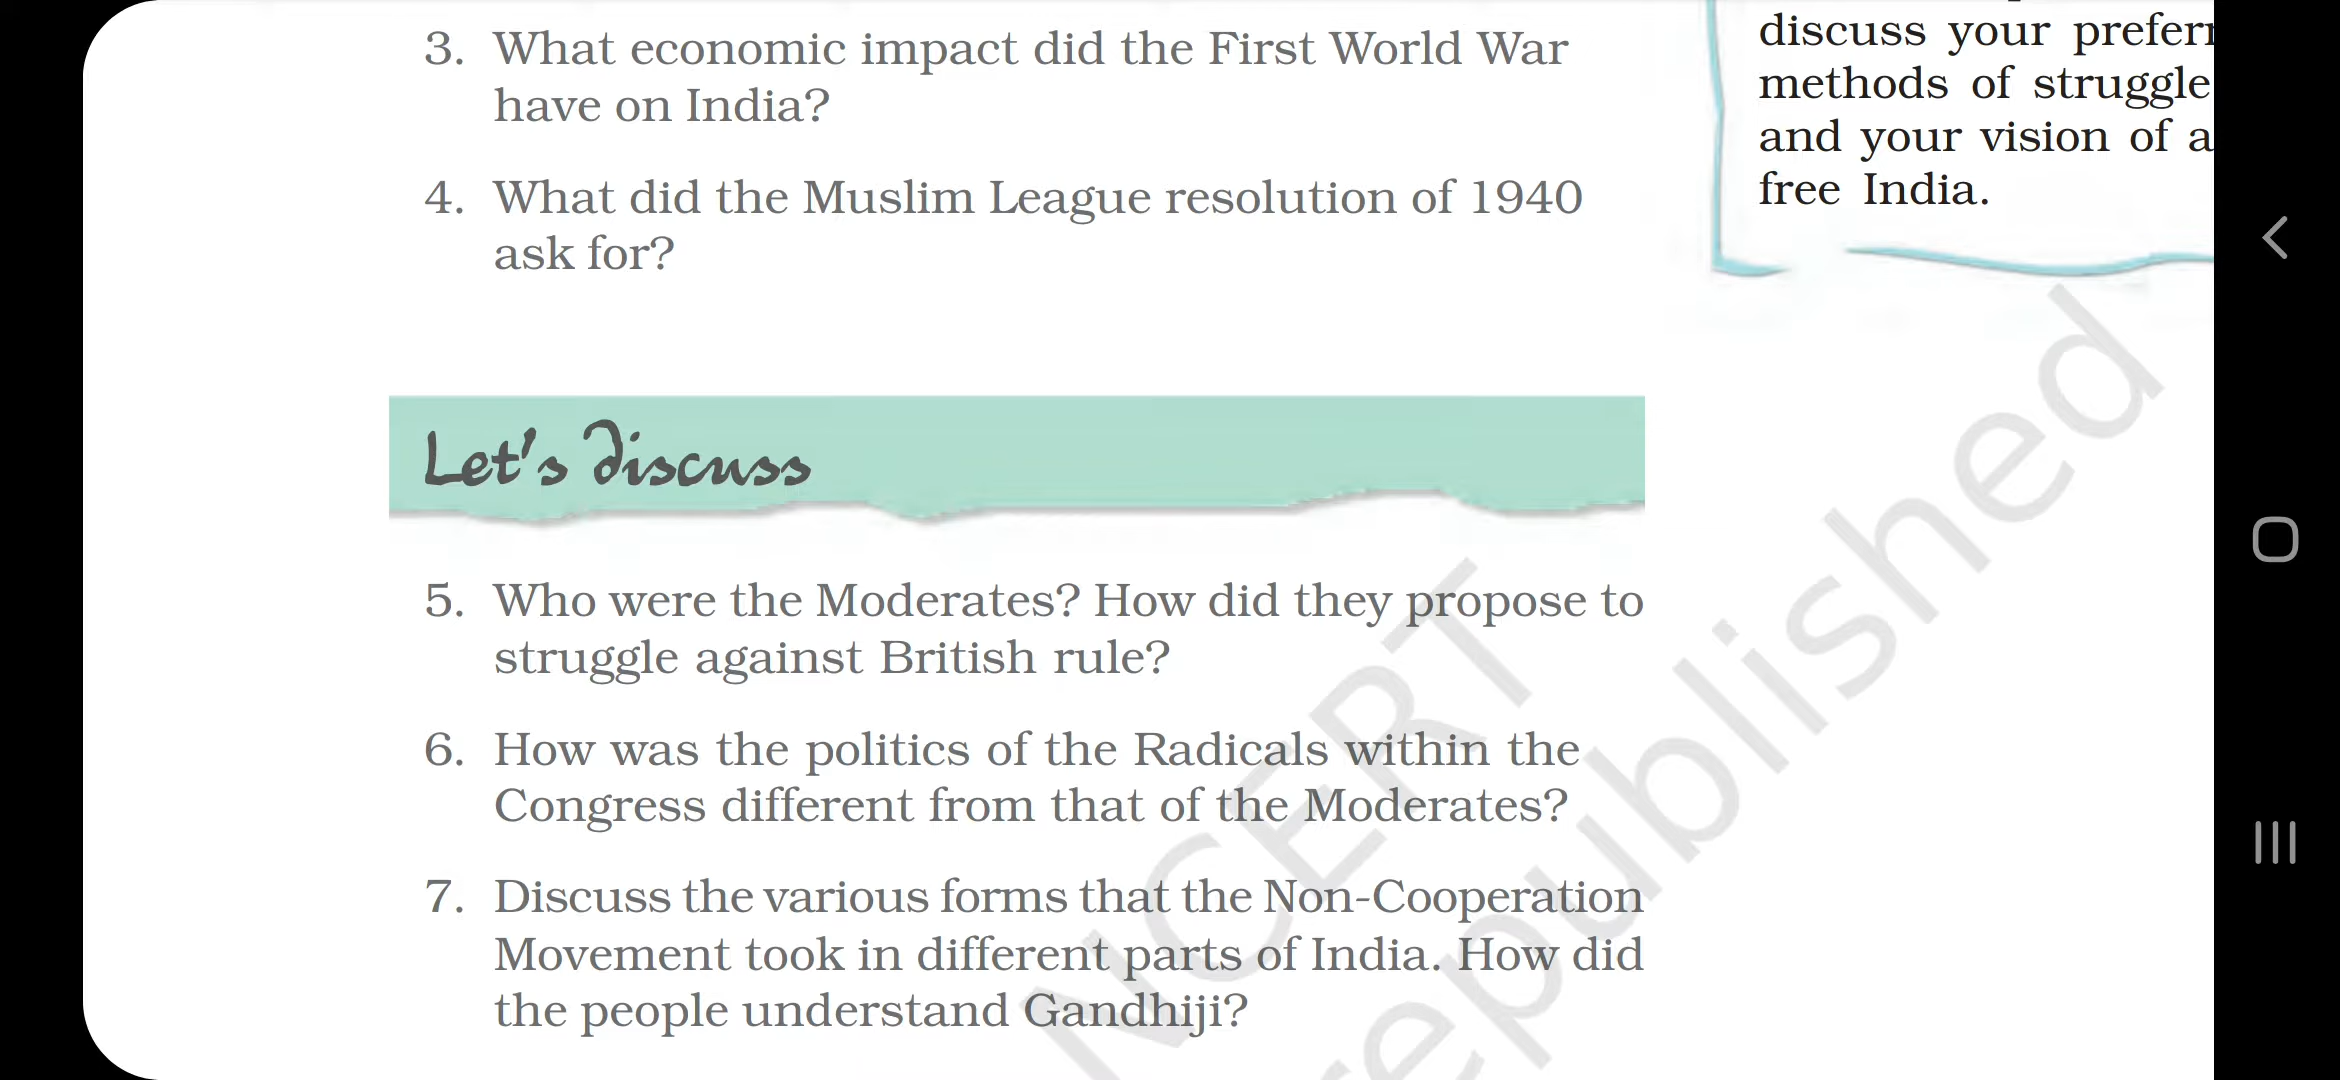 3. What economic impact did the First World War
have on India?
4. What did the Muslim League resolution of 1940
ask for?
Let's discuss
5. Who were the Moderates? How did they propose to
struggle against British rule?
6. How was the politics of the Radicals within the
Congress different from that of the Moderates?
7. Discuss the various forms that the Non-Cooperation
Movement took in different parts of India. How did
the people understand Gandhiji?
discuss your
methods of struggle
and your vision of a
free India.
NCERT
republished